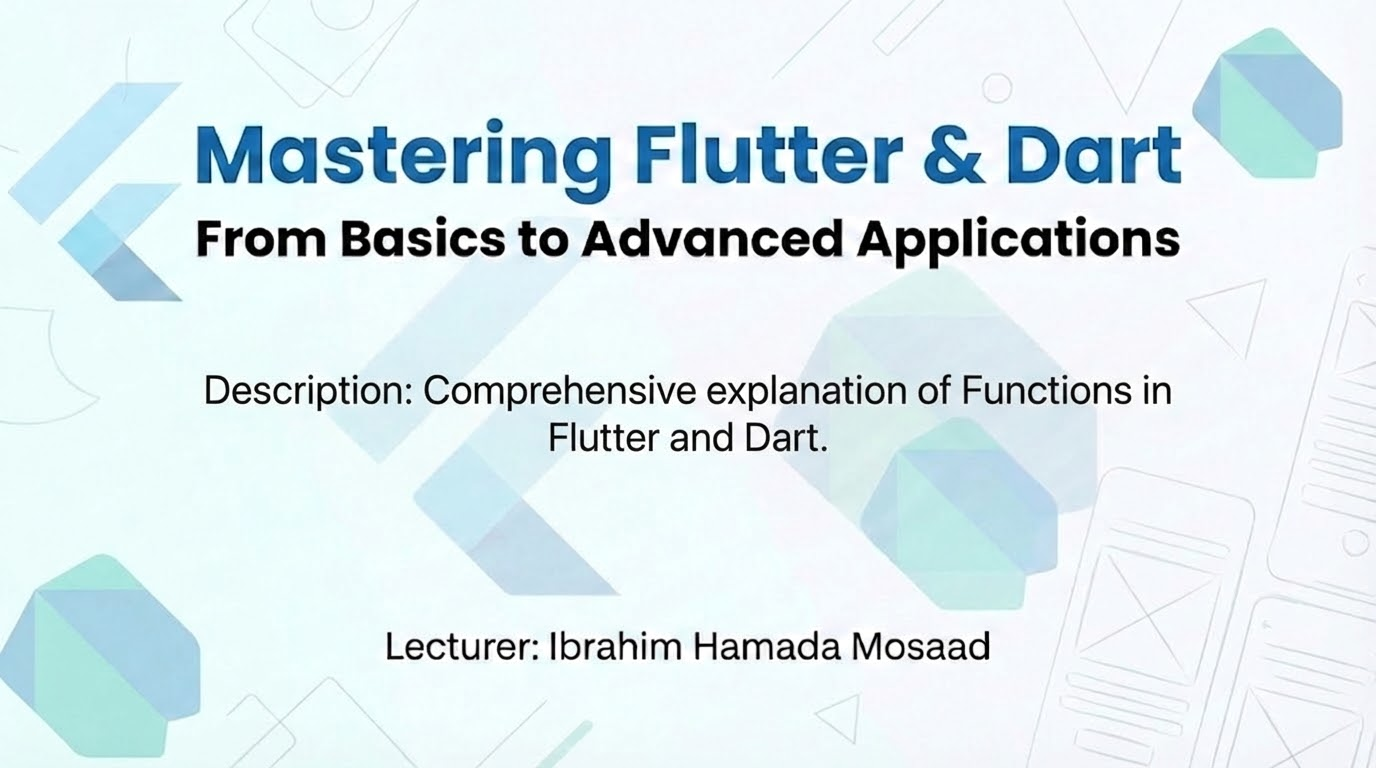 Mastering Flutter & Dart
From Basics to Advanced Applications
Description: Comprehensive explanation of Functions in
Flutter and Dart.
Lecturer: Ibrahim Hamada Mosaad